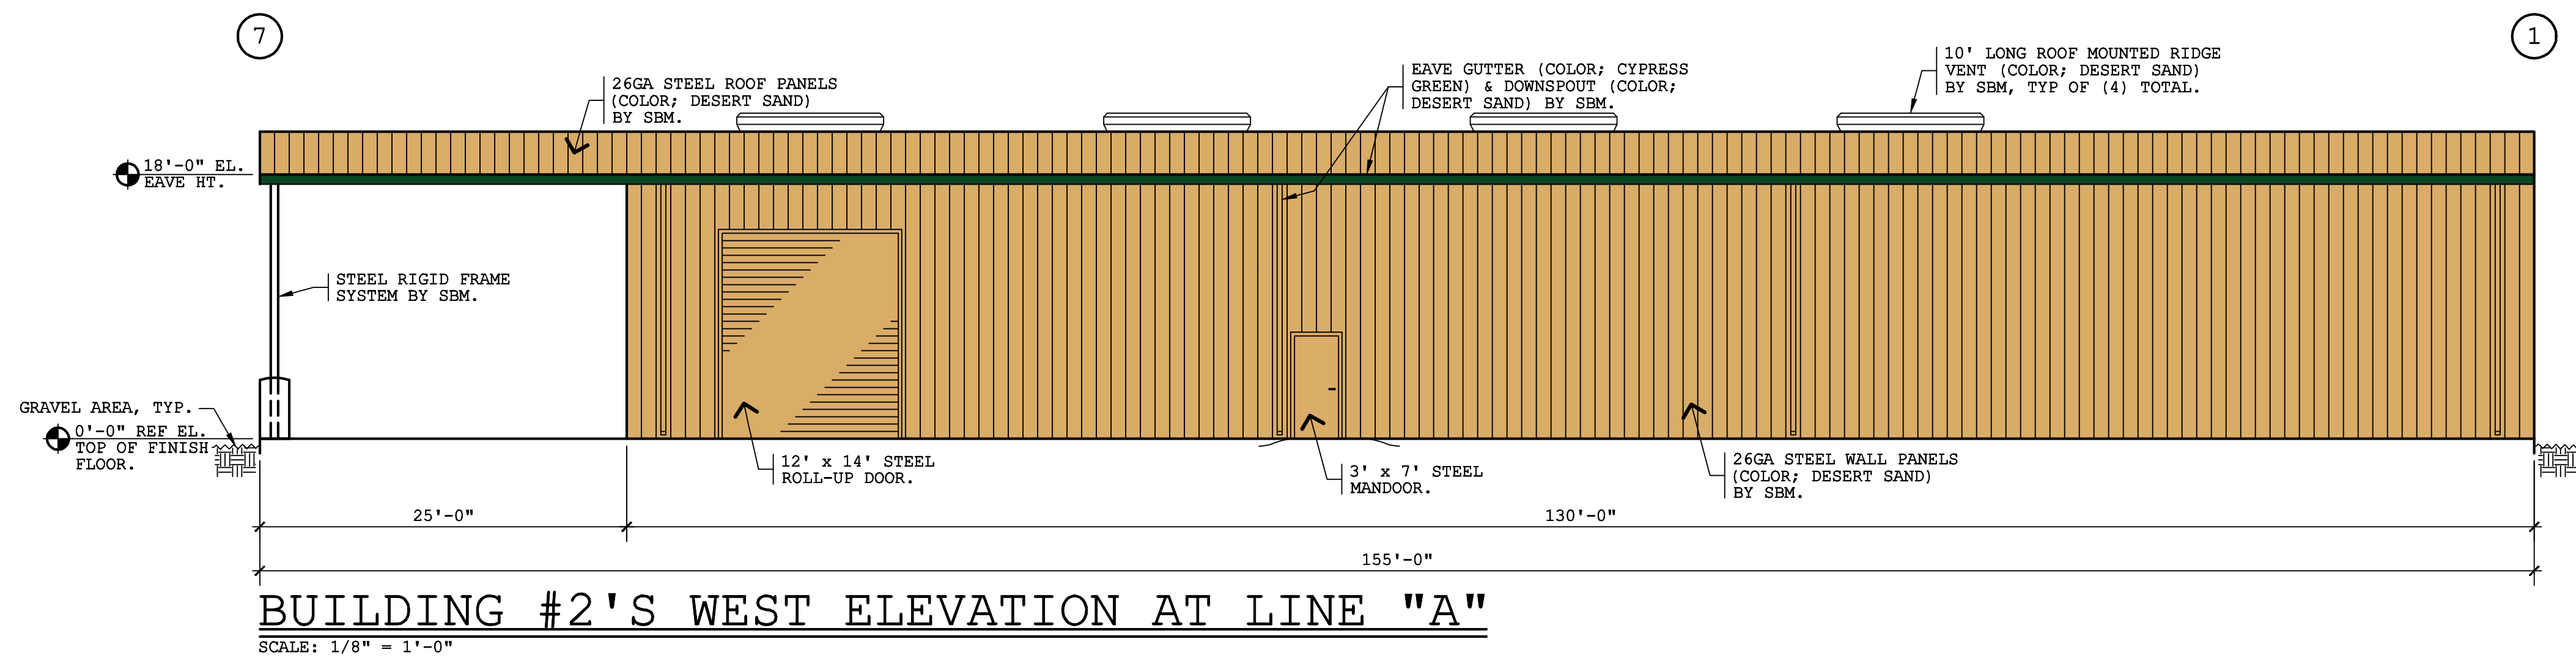 7
1
26GA STEEL ROOF PANELS
(COLOR; DESERT SAND)
BY SBM.
EAVE GUTTER (COLOR; CYPRESS
GREEN) & DOWNSPOUT (COLOR;
DESERT SAND) BY SBM.
10' LONG ROOF MOUNTED RIDGE
VENT (COLOR; DESERT SAND)
BY SBM, TYP OF (4) TOTAL.
18'-0" EL.
EAVE HT.
STEEL RIGID FRAME
SYSTEM BY SBM.
GRAVEL AREA, TYP.
0'-0" REF EL.
TOP OF FINISH
FLOOR.
12' x 14' STEEL
ROLL-UP DOOR.
3' x 7' STEEL
MANDOOR.
26GA STEEL WALL PANELS
(COLOR; DESERT SAND)
BY SBM.
25'-0"
130'-0"
155'-0"
BUILDING #2'S WEST ELEVATION AT LINE "A"
SCALE: 1/8" = 1'-0"